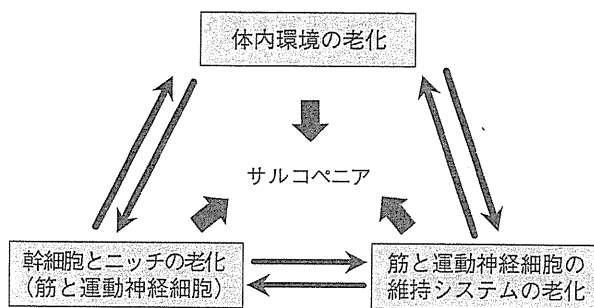 体内環境の老化
サルコペニア
幹細胞とニッチの老化
(筋と運動神経細胞)
筋と運動神経細胞の
維持システムの老化